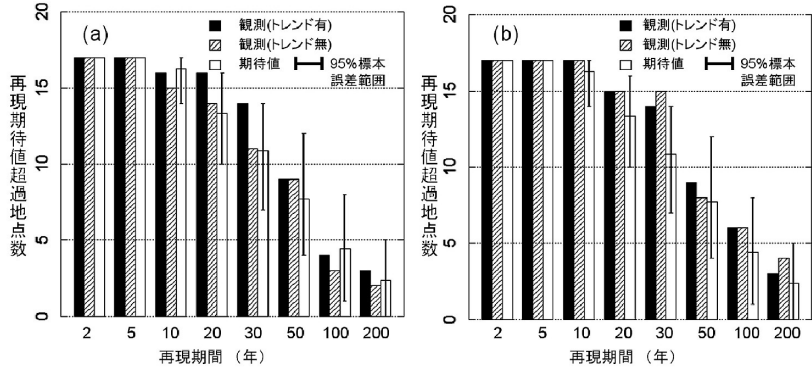 (a)
観測(トレンド有)
観測(トレンド無)
期待値 95%標本
誤差範囲
再現期待値超過地点数
20
15
10
5
0
2 5 10 20 30 50 100 200
再現期間 （年）
(b)
観測(トレンド有)
観測(トレンド無)
期待値 95%標本
誤差範囲
再現期待値超過地点数
20
15
10
5
0
2 5 10 20 30 50 100 200
再現期間 （年）